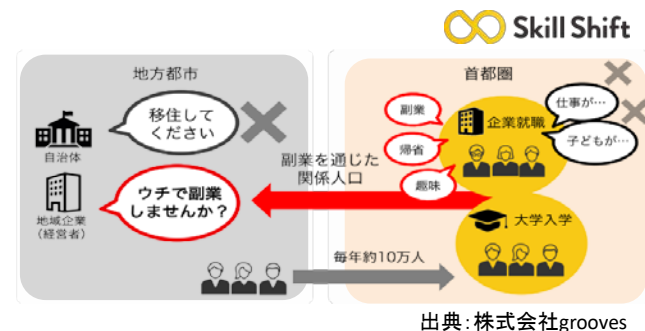 Skill Shift
地方都市
首都圏
移住して
ください
自治体
ウチで副業
しませんか？
地域企業
（経営者）
副業を通じた
関係人口
毎年約10万人
副業
帰省
趣味
企業就職
仕事が…
子どもが…
大学入学
出典：株式会社grooves